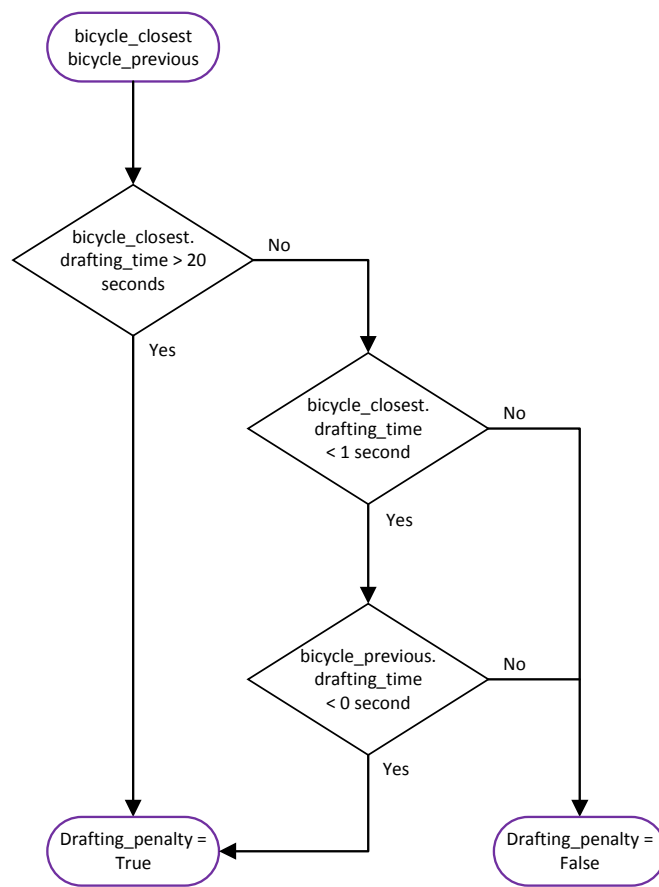 bicycle_closest
bicycle_previous
bicycle_closest.
drafting_time > 20
seconds
No
Yes
bicycle_closest.
drafting_time
< 1 second
No
Yes
bicycle_previous.
drafting_time
< 0 second
No
Yes
Drafting_penalty =
True
Drafting_penalty =
False